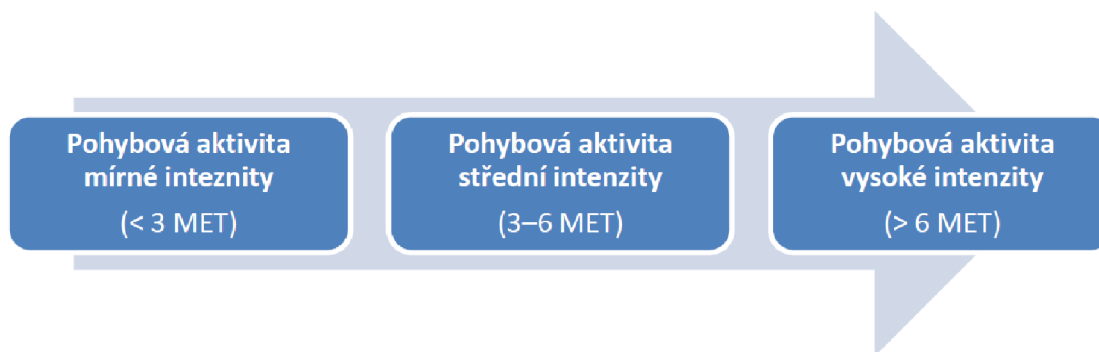 Pohybová aktivita
mírné inteznity
(< 3 MET)
Pohybová aktivita
střední intenzity
(3–6 MET)
Pohybová aktivita
vysoké intenzity
(> 6 MET)